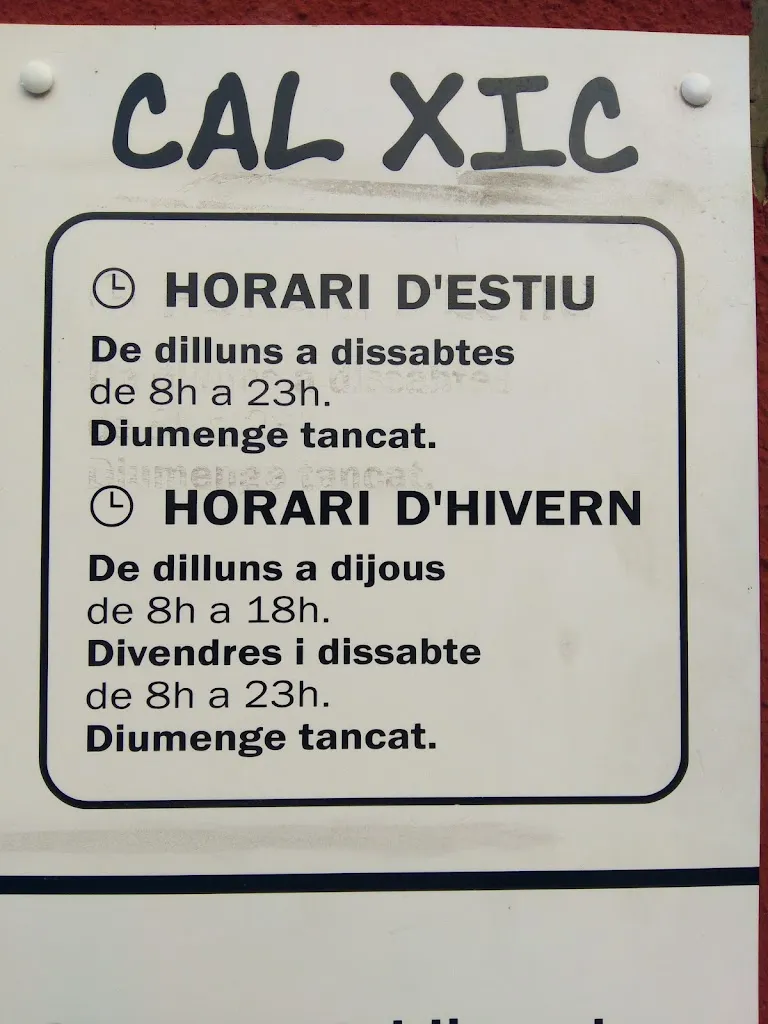 CAL XIC
HORARI D'ESTIU
De dilluns a dissabtes
de 8h a 23h.
Diumenge tancat.
HORARI D'HIVERN
De dilluns a dijous
de 8h a 18h.
Divendres i dissabte
de 8h a 23h.
Diumenge tancat.